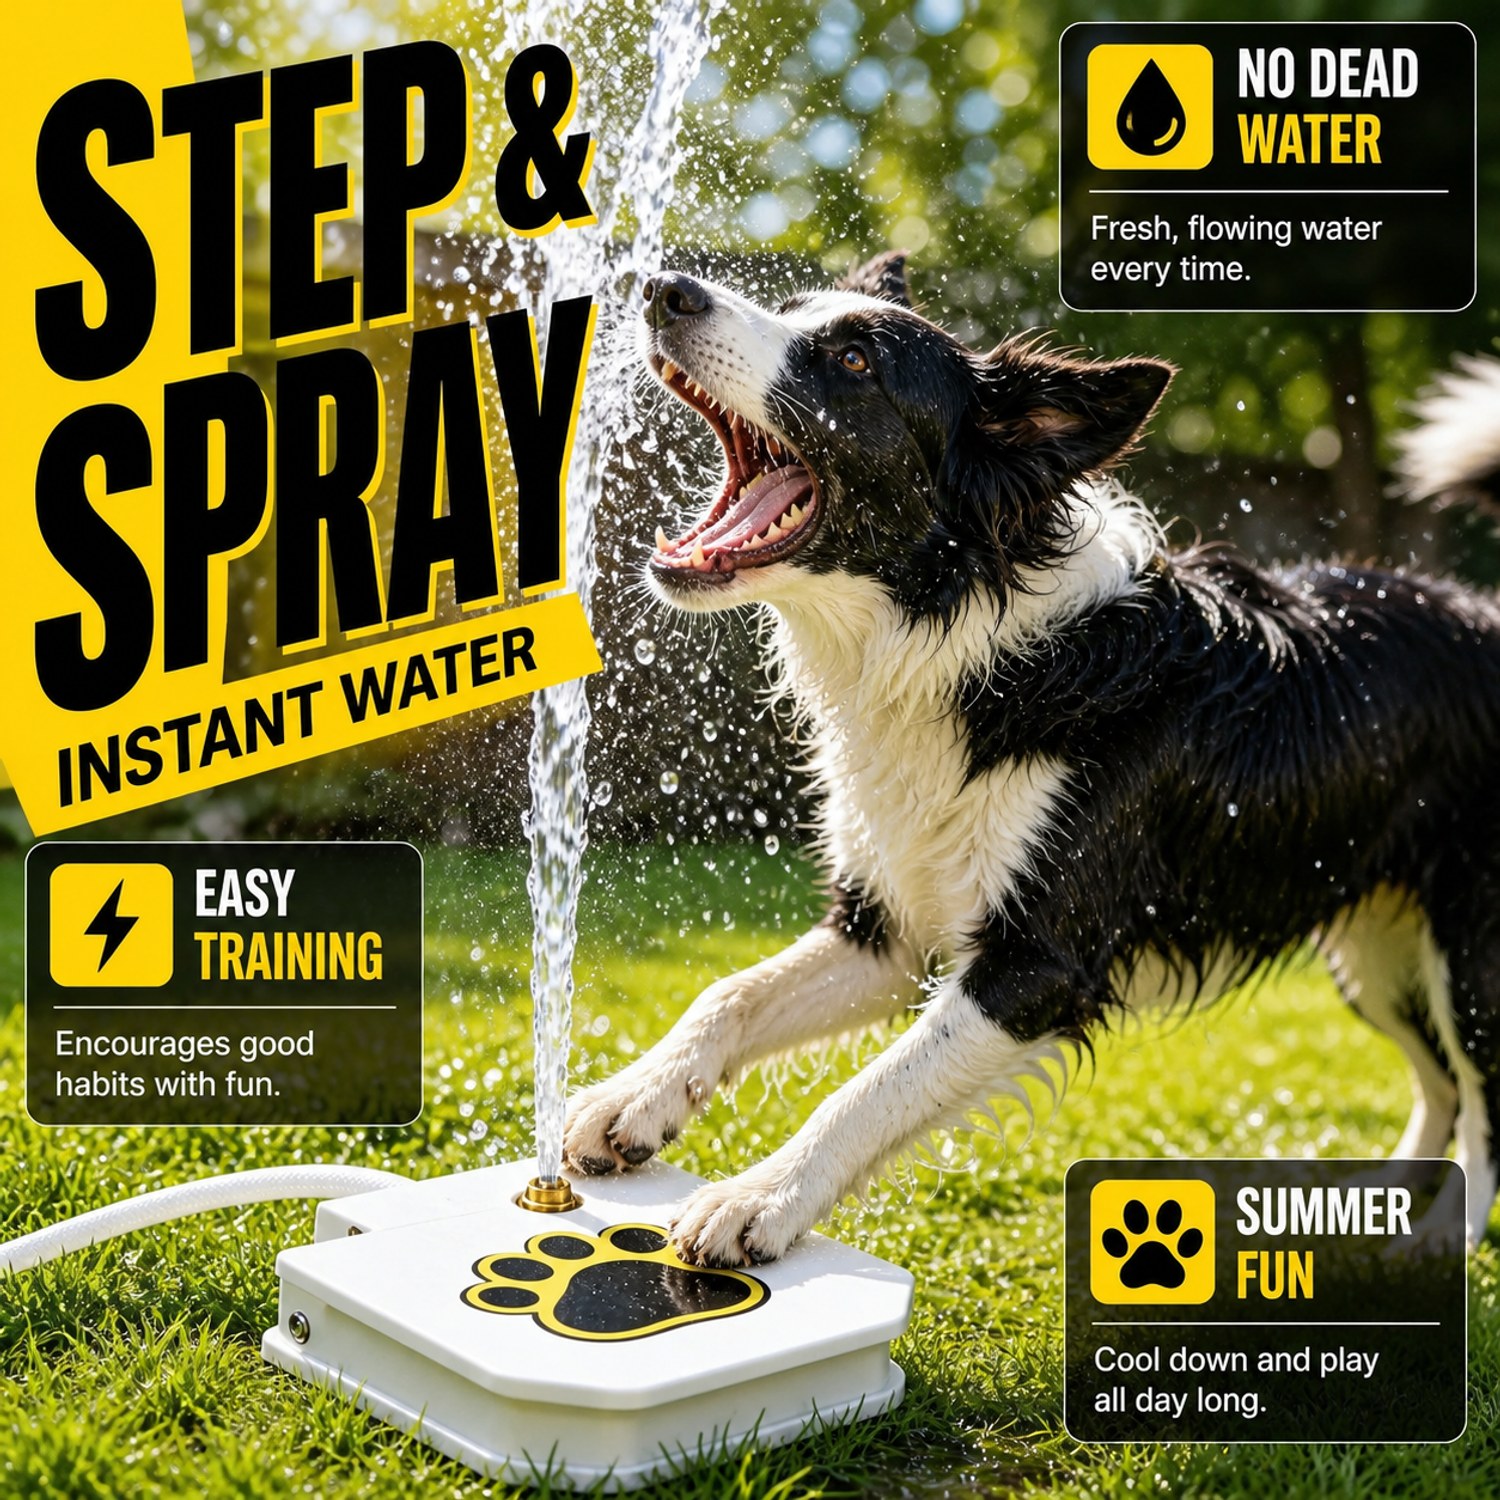 STEP &
SPRAY
INSTANT WATER
NO DEAD
WATER
Fresh, flowing water
every time.
EASY
TRAINING
Encourages good
habits with fun.
SUMMER
FUN
Cool down and play
all day long.